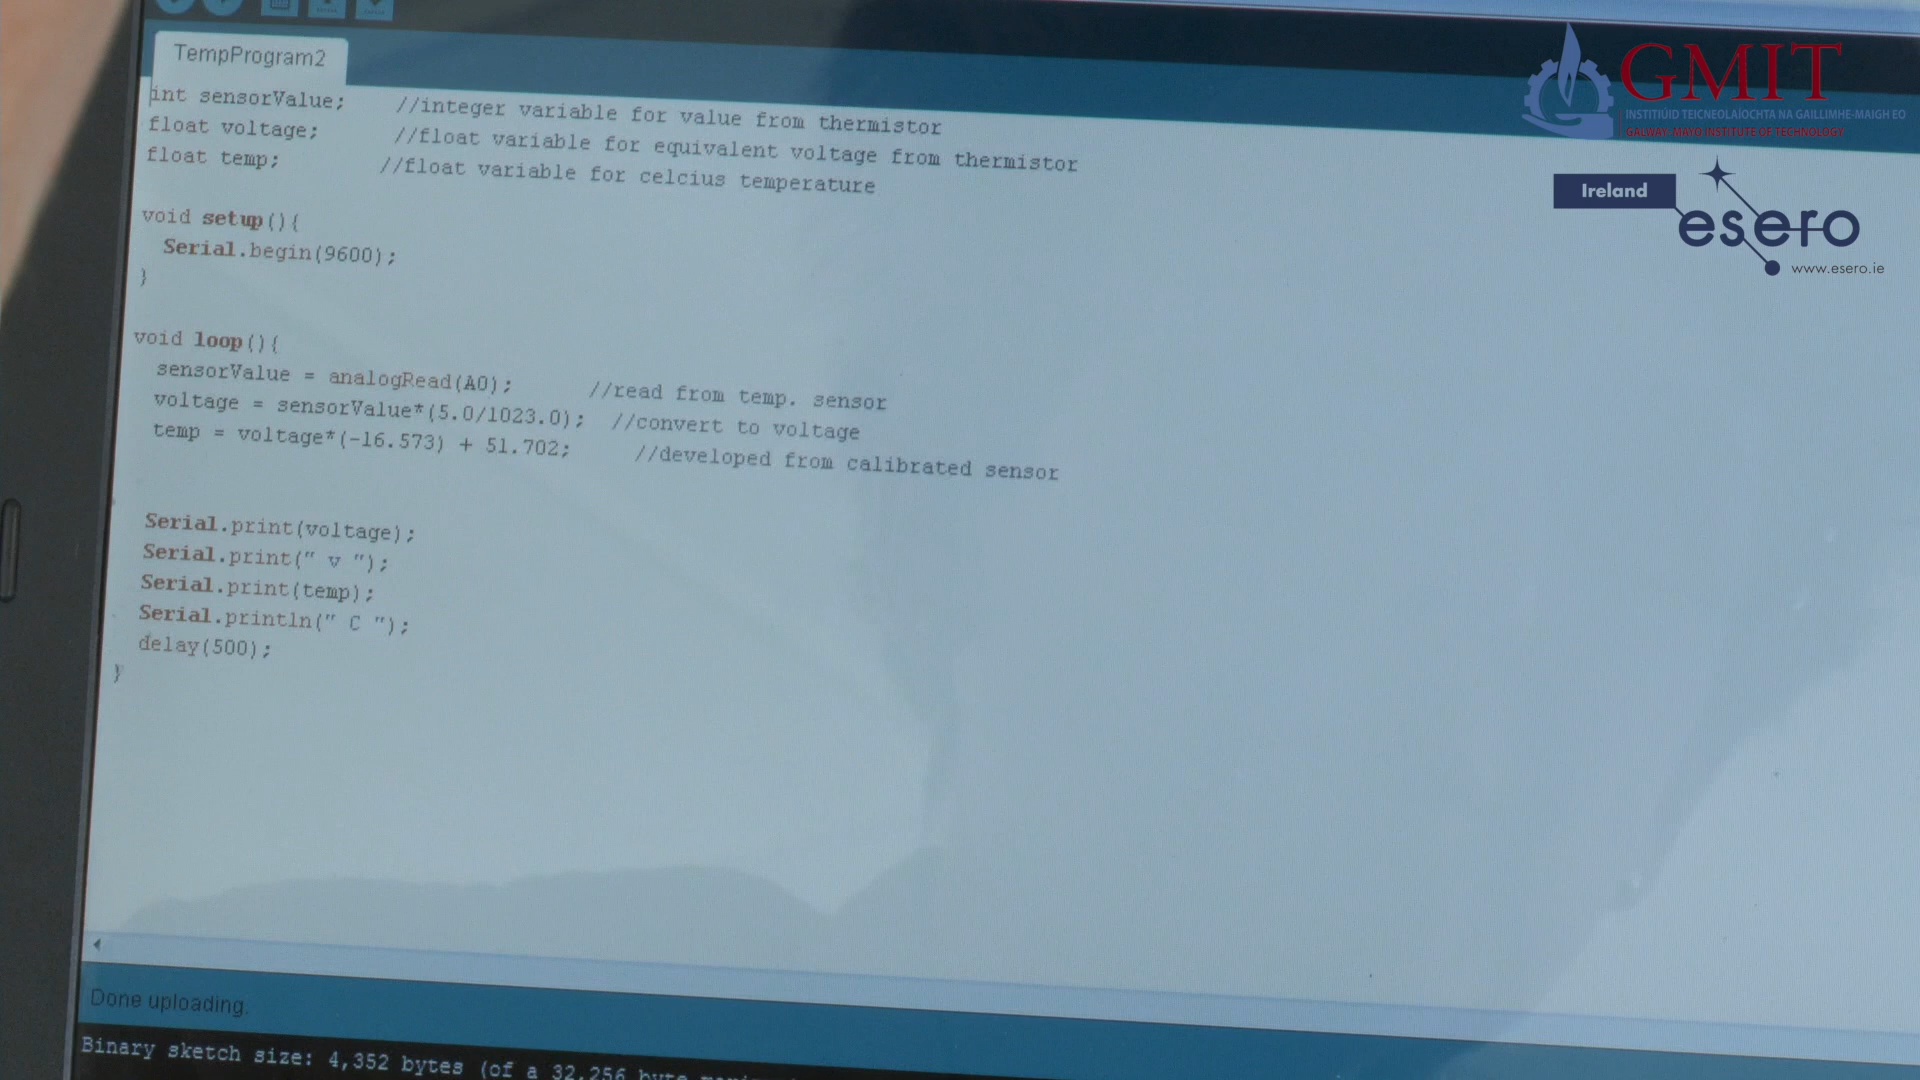 TempProgram2
int sensorValue; //integer variable for value from thermistor
float voltage; //float variable for equivalent voltage from thermistor
float temp; //float variable for celcius temperature
void setup(){
Serial.begin(9600);
}
void loop(){
sensorValue = analogRead(A0); //read from temp. sensor
voltage = sensorValue*(5.0/1023.0); //convert to voltage
temp = voltage*(-16.573) + 51.702; //developed from calibrated sensor
Serial.print(voltage);
Serial.print(" v ");
Serial.print(temp);
Serial.println(" C ");
delay(500);
}
Done uploading.
Binary sketch size: 4,352 bytes (of a 32,256 byte
GMIT
INSTITIÚID TEICNEOLAÍOCHTA NA GAILLIMHE-MAIGH EO
GALWAY-MAYO INSTITUTE OF TECHNOLOGY
Ireland
esero
www.esero.ie